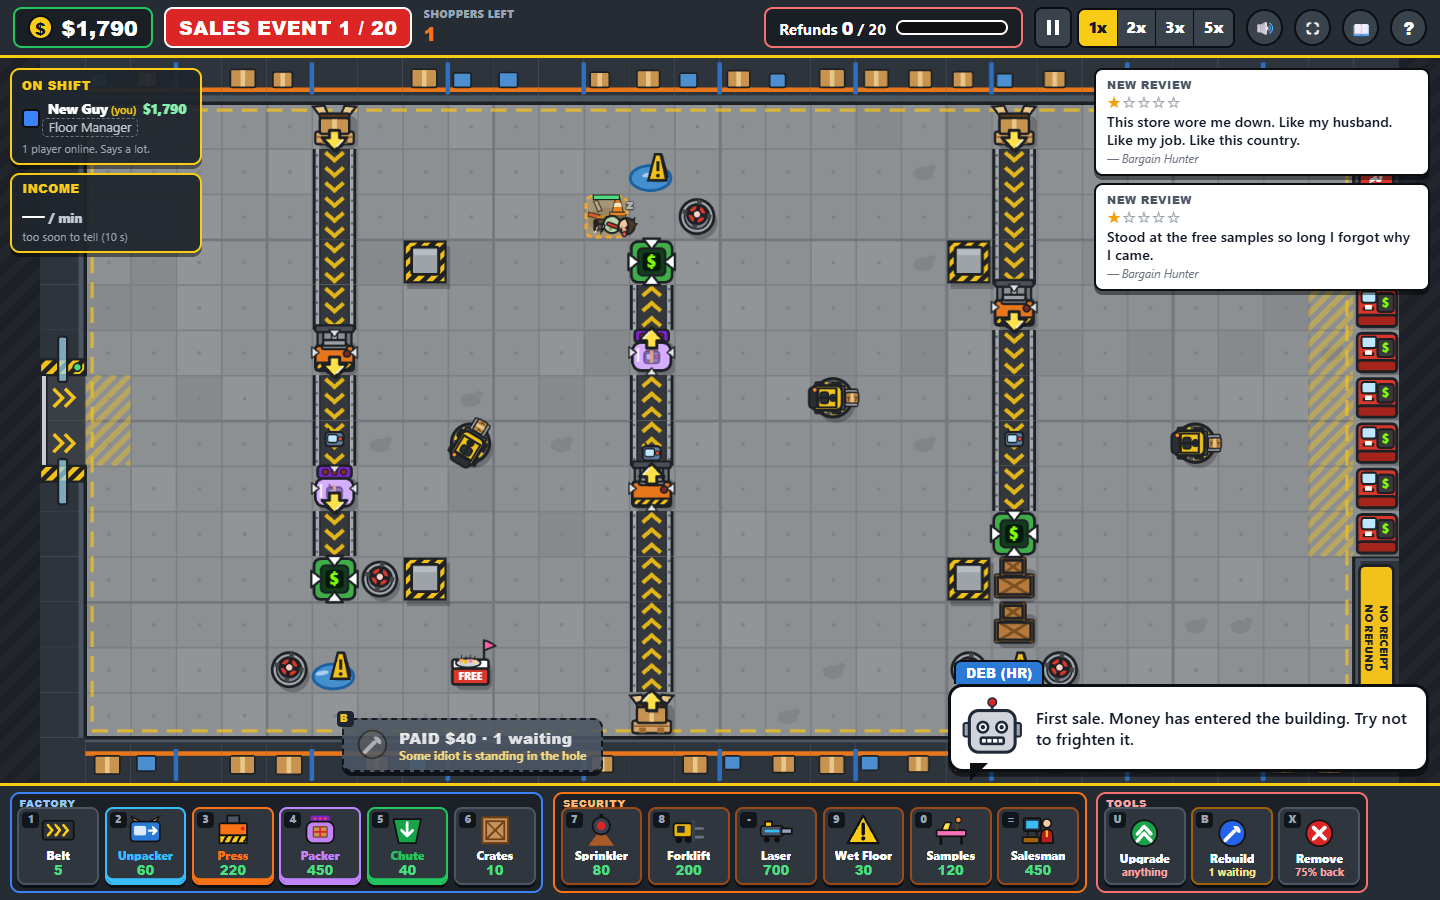 $1,790
SALES EVENT 1 / 20
SHOPPERS LEFT
1
Refunds 0 / 20
1x
2x
3x
5x
?
ON SHIFT
New Guy (you) $1,790
Floor Manager
1 player online. Says a lot.
INCOME
— / min
too soon to tell (10 s)
NEW REVIEW
This store wore me down. Like my husband.
Like my job. Like this country.
— Bargain Hunter
NEW REVIEW
Stood at the free samples so long I forgot why
I came.
— Bargain Hunter
FREE
NO RECEIPT
NO REFUND
B
PAID $40 · 1 waiting
Some idiot is standing in the hole
DEB (HR)
First sale. Money has entered the building. Try not
to frighten it.
FACTORY
1
Belt
5
2
Unpacker
60
3
Press
220
4
Packer
450
5
Chute
40
6
Crates
10
SECURITY
7
Sprinkler
80
8
Forklift
200
-
Laser
700
9
Wet Floor
30
0
Samples
120
=
Salesman
450
TOOLS
U
Upgrade
anything
B
Rebuild
1 waiting
X
Remove
75% back